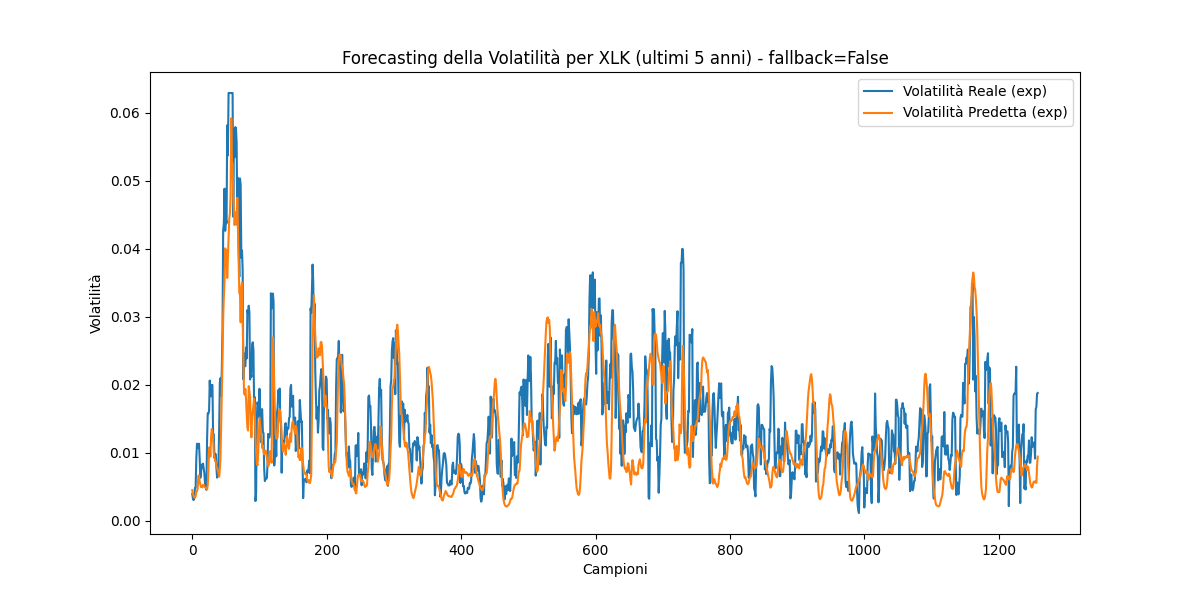 Forecasting della Volatilità per XLK (ultimi 5 anni) - fallback=False
Volatilità Reale (exp)
Volatilità Predetta (exp)
0.06
0.05
0.04
0.03
0.02
0.01
0.00
Volatilità
0 200 400 600 800 1000 1200
Campioni